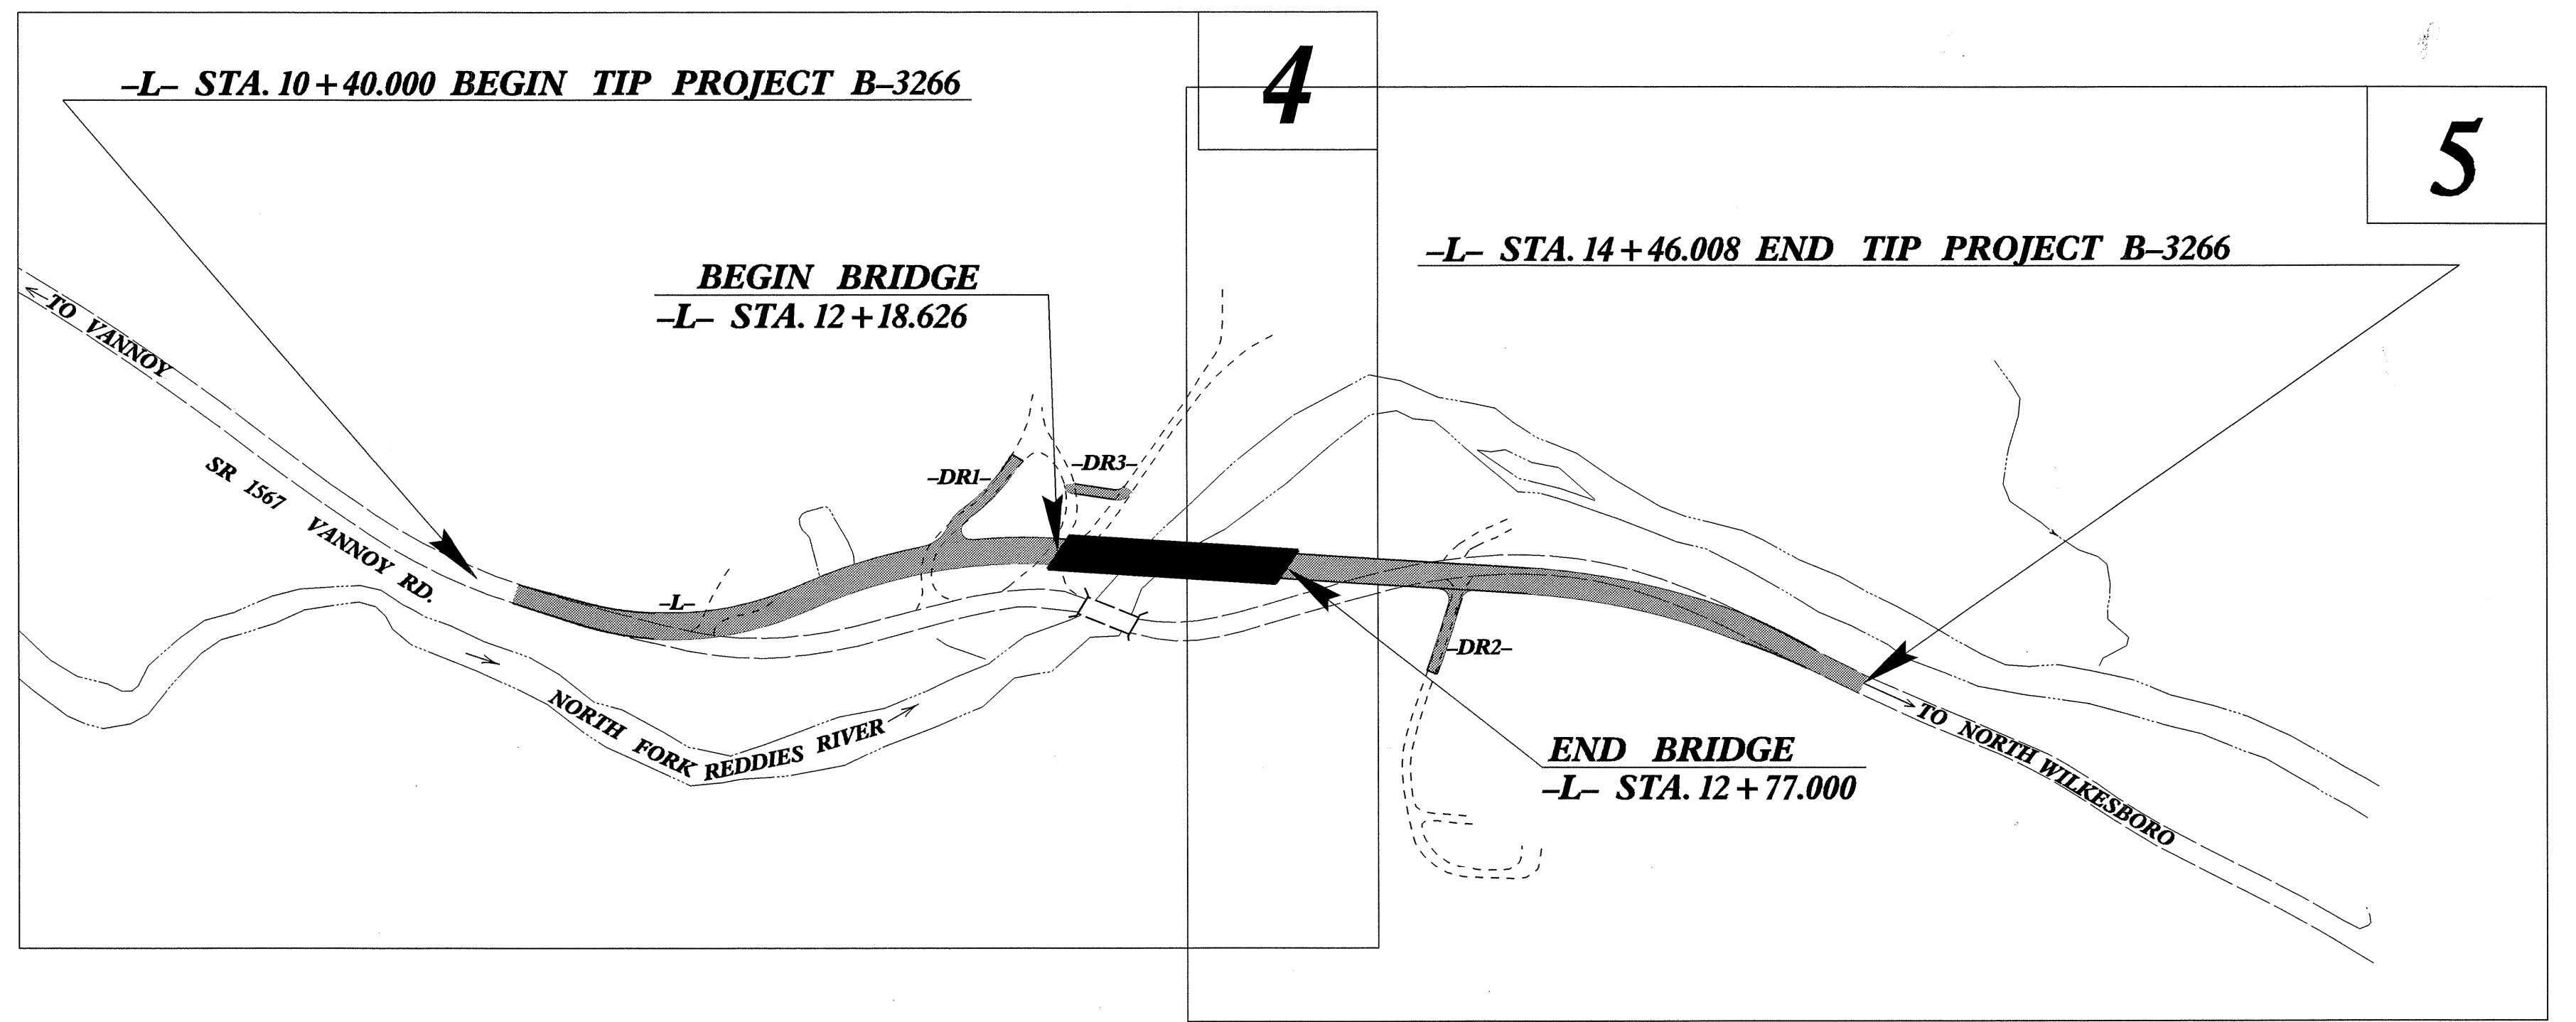 4
–L– STA. 10+40.000 BEGIN TIP PROJECT B–3266
5
–L– STA. 14+46.008 END TIP PROJECT B–3266
BEGIN BRIDGE
–L– STA. 12+18.626
TO VANNOY
SR 1567 VANNOY RD.
–DR1–
–DR3–
–L–
–DR2–
NORTH FORK REDDIES RIVER
TO NORTH WILKESBORO
END BRIDGE
–L– STA. 12+77.000